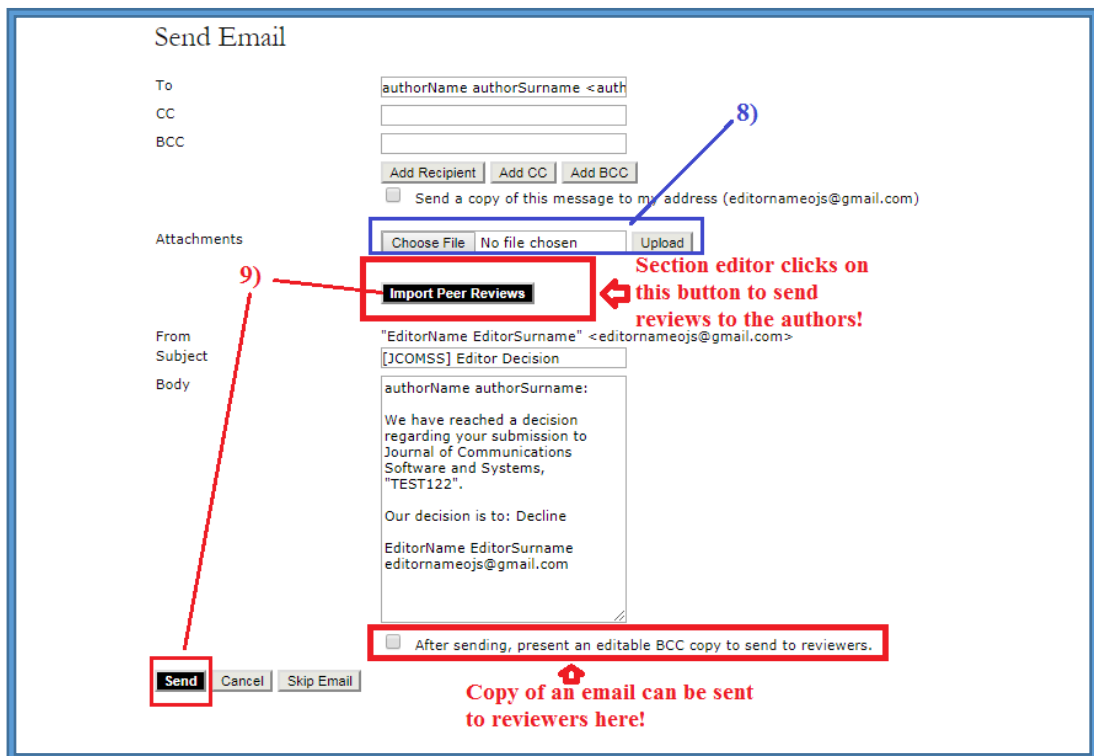 Send Email
To
authorName authorSurname <auth
CC
BCC
8)
Add Recipient Add CC Add BCC
Send a copy of this message to my address (editornameojs@gmail.com)
Attachments
Choose File No file chosen Upload
9)
Import Peer Reviews
Section editor clicks on
this button to send
reviews to the authors!
From
"EditorName EditorSurname" <editornameojs@gmail.com>
Subject
[JCOMSS] Editor Decision
Body
authorName authorSurname:
We have reached a decision
regarding your submission to
Journal of Communications
Software and Systems,
"TEST122".
Our decision is to: Decline
EditorName EditorSurname
editornameojs@gmail.com
After sending, present an editable BCC copy to send to reviewers.
Send Cancel Skip Email
Copy of an email can be sent
to reviewers here!